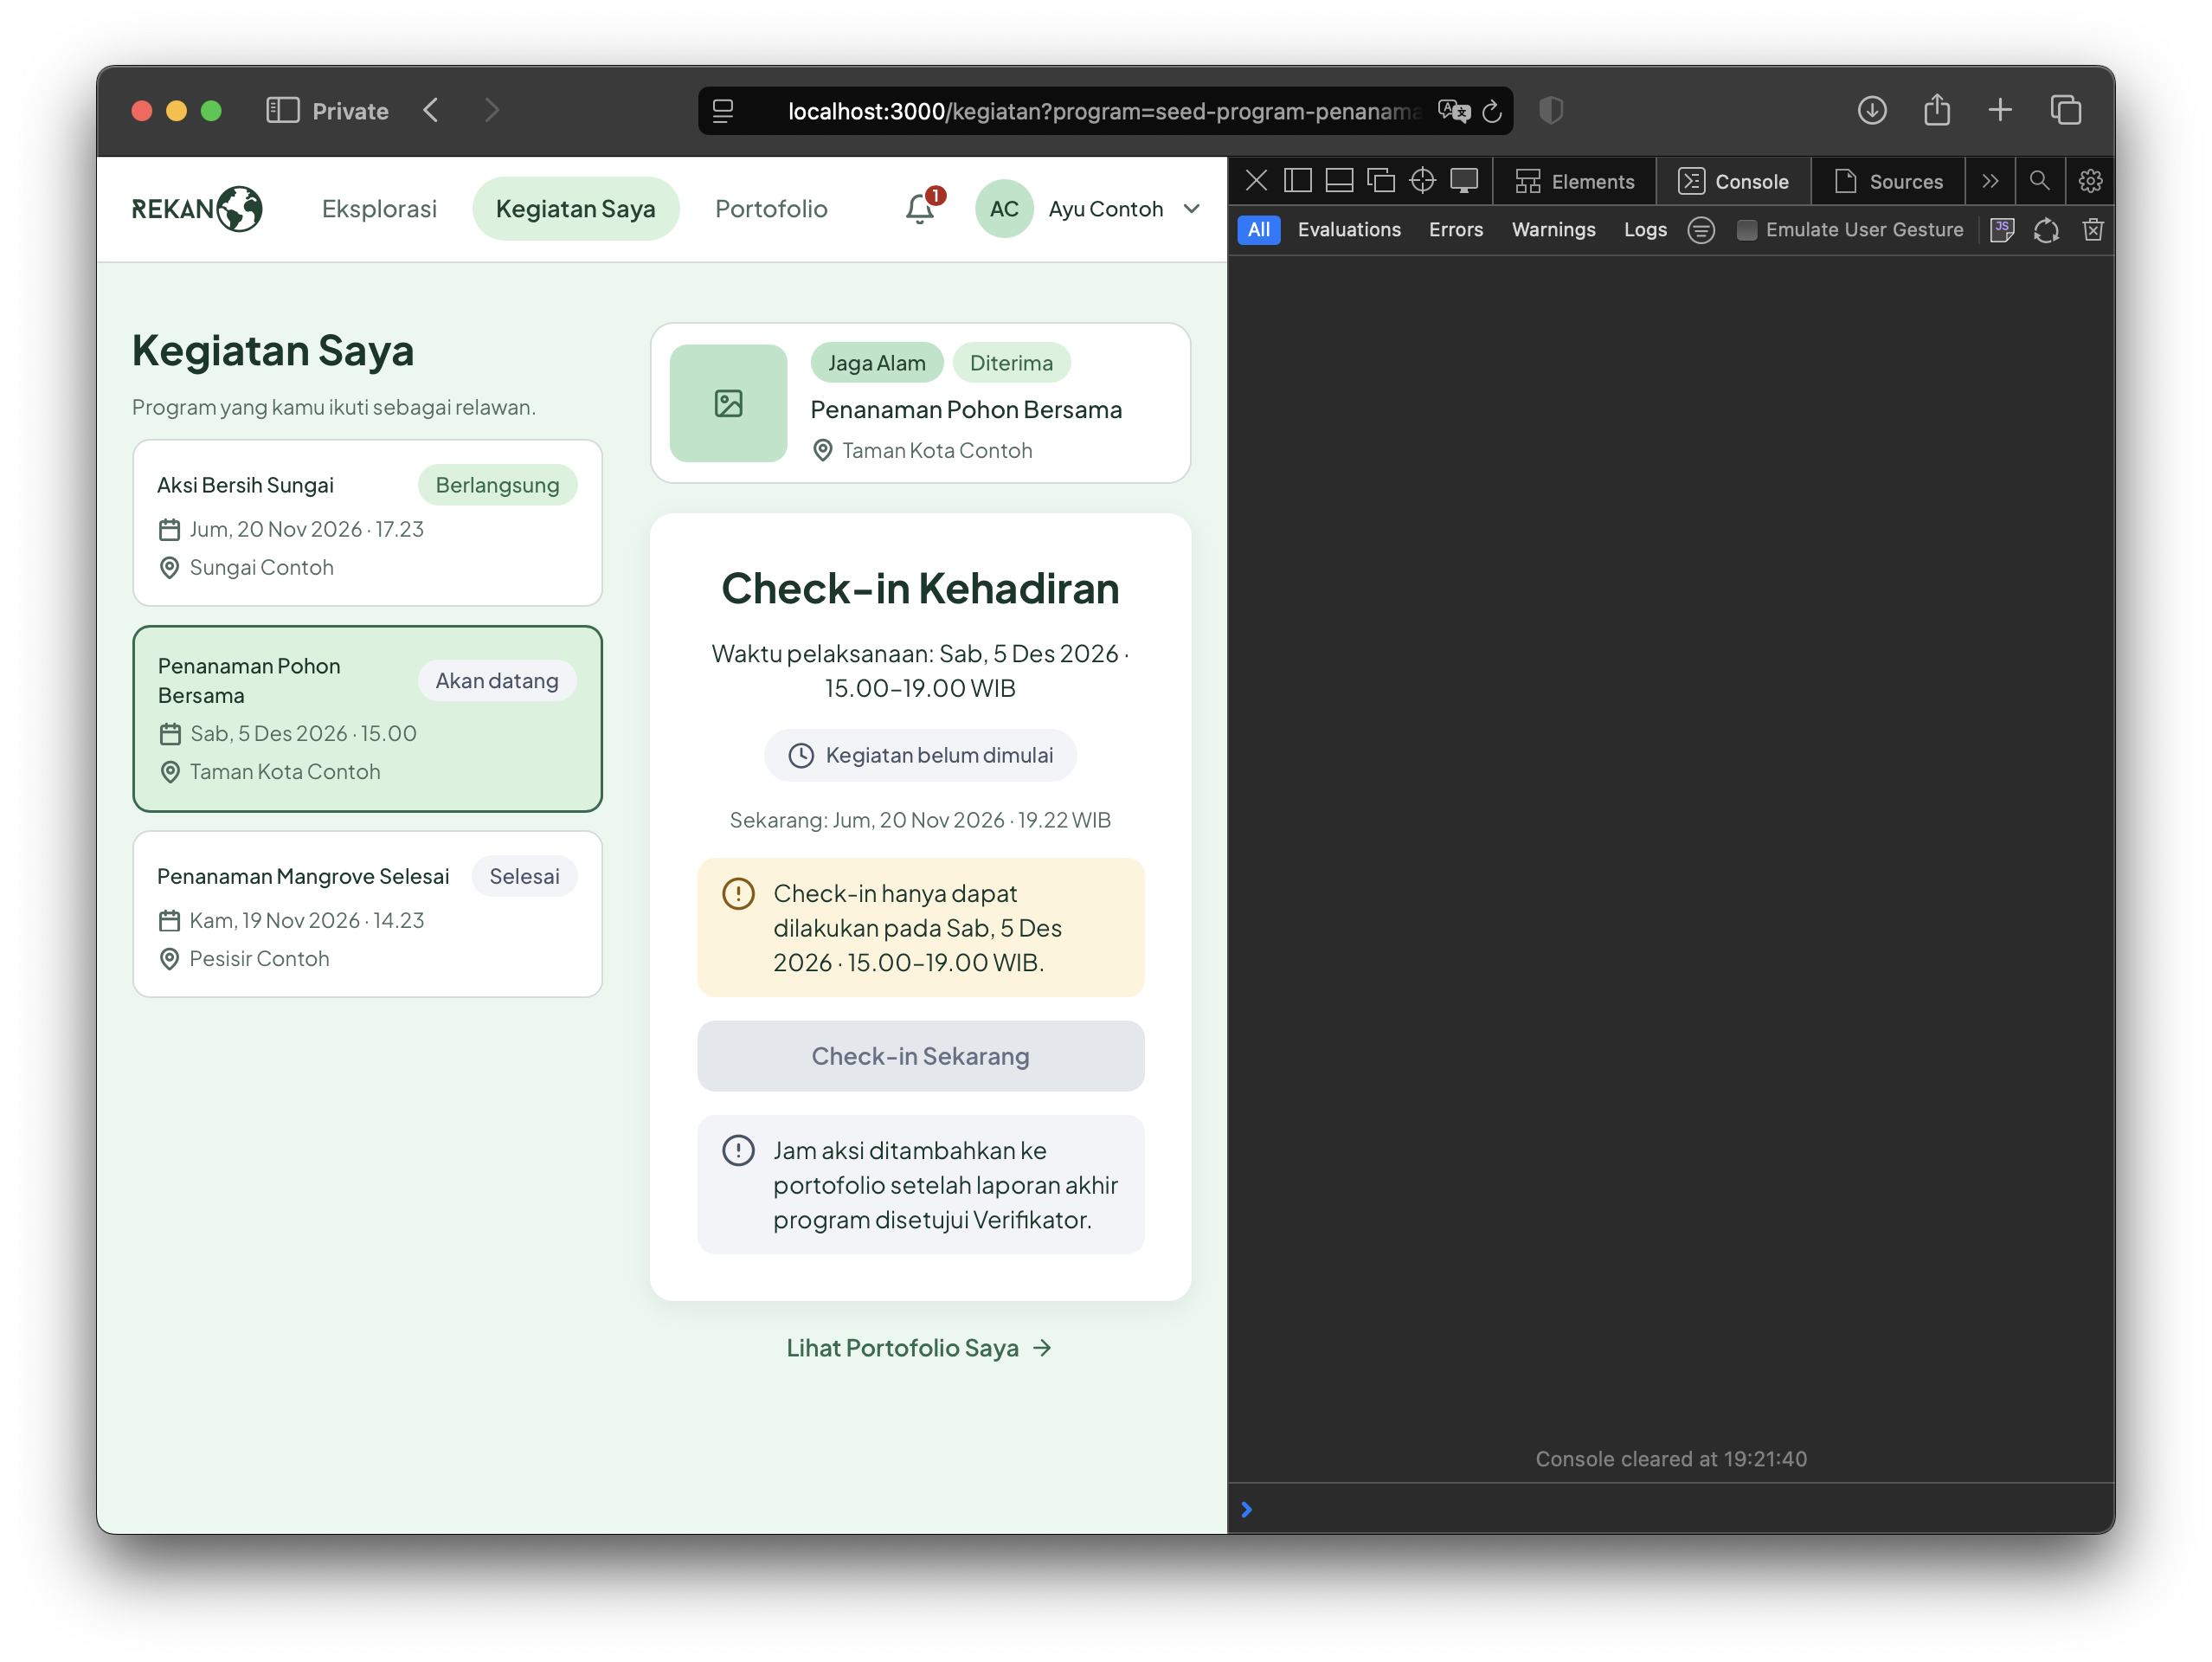 Private
localhost:3000/kegiatan?program=seed-program-penanama
REKAN
Eksplorasi
Kegiatan Saya
Portofolio
1
AC
Ayu Contoh
Kegiatan Saya
Program yang kamu ikuti sebagai relawan.
Aksi Bersih Sungai
Berlangsung
Jum, 20 Nov 2026 · 17.23
Sungai Contoh
Penanaman Pohon
Bersama
Akan datang
Sab, 5 Des 2026 · 15.00
Taman Kota Contoh
Penanaman Mangrove Selesai
Selesai
Kam, 19 Nov 2026 · 14.23
Pesisir Contoh
Jaga Alam
Diterima
Penanaman Pohon Bersama
Taman Kota Contoh
Check-in Kehadiran
Waktu pelaksanaan: Sab, 5 Des 2026 ·
15.00–19.00 WIB
Kegiatan belum dimulai
Sekarang: Jum, 20 Nov 2026 · 19.22 WIB
Check-in hanya dapat
dilakukan pada Sab, 5 Des
2026 · 15.00–19.00 WIB.
Check-in Sekarang
Jam aksi ditambahkan ke
portofolio setelah laporan akhir
program disetujui Verifikator.
Lihat Portofolio Saya
Elements
Console
Sources
All
Evaluations
Errors
Warnings
Logs
Emulate User Gesture
JS
Console cleared at 19:21:40